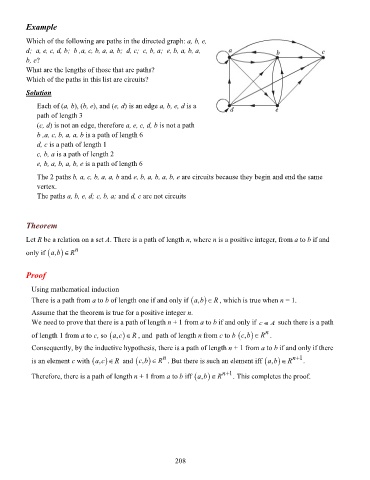 Example
Which of the following are paths in the directed graph: a, b, e,
d; a, e, c, d, b; b ,a, c, b, a, a, b; d, c; c, b, a; e, b, a, b, a,
b, e?
What are the lengths of those that are paths?
Which of the paths in this list are circuits?
a b c
d e
Solution
Each of (a, b), (b, e), and (e, d) is an edge a, b, e, d is a
path of length 3
(c, d) is not an edge, therefore a, e, c, d, b is not a path
b ,a, c, b, a, a, b is a path of length 6
d, c is a path of length 1
c, b, a is a path of length 2
e, b, a, b, a, b, e is a path of length 6
The 2 paths b, a, c, b, a, a, b and e, b, a, b, a, b, e are circuits because they begin and end the same
vertex.
The paths a, b, e, d; c, b, a; and d, c are not circuits
Theorem
Let R be a relation on a set A. There is a path of length n, where n is a positive integer, from a to b if and
only if (a,b) ∈ Rⁿ
Proof
Using mathematical induction
There is a path from a to b of length one if and only if (a,b) ∈ R , which is true when n = 1.
Assume that the theorem is true for a positive integer n.
We need to prove that there is a path of length n + 1 from a to b if and only if c ∈ A such there is a path
of length 1 from a to c, so (a,c) ∈ R , and path of length n from c to b (c,b) ∈ Rⁿ .
Consequently, by the inductive hypothesis, there is a path of length n + 1 from a to b if and only if there
is an element c with (a,c) ∈ R and (c,b) ∈ Rⁿ . But there is such an element iff (a,b) ∈ Rⁿ⁺¹ .
Therefore, there is a path of length n + 1 from a to b iff (a,b) ∈ Rⁿ⁺¹ . This completes the proof.
208